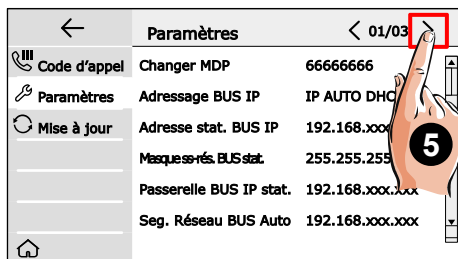 Paramètres 01/03
Code d'appel
Paramètres
Mise à jour
Changer MDP 66666666
Adressage BUS IP IP AUTO DHC
Adresse stat. BUS IP 192.168.xxx
Masque so-rés. BUS stat. 255.255.255
Passerelle BUS IP stat. 192.168.xxx.xxx
Seg. Réseau BUS Auto 192.168.xxx.xxx
5